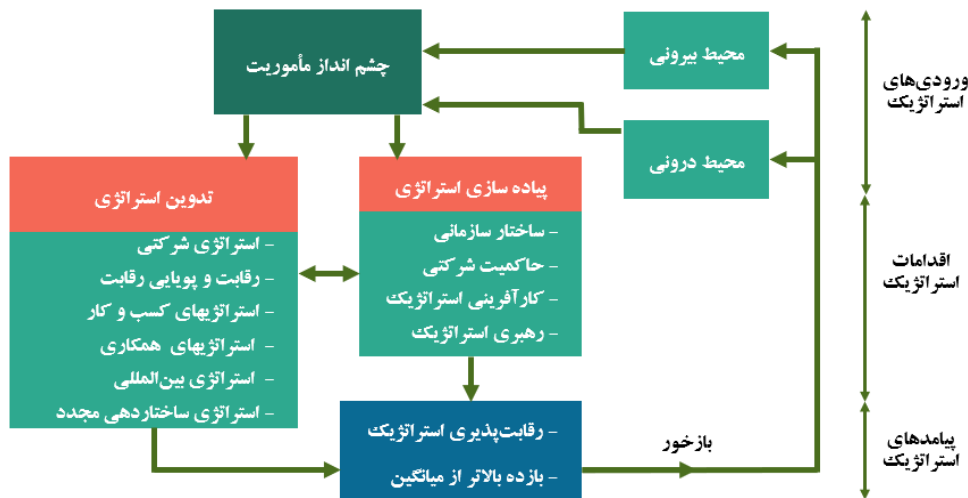 محیط بیرونی
چشم انداز مأموریت
ورودی‌های
استراتژیک
محیط درونی
پیاده سازی استراتژی
- ساختار سازمانی
- حاکمیت شرکتی
- کارآفرینی استراتژیک
- رهبری استراتژیک
تدوین استراتژی
- استراتژی شرکتی
- رقابت و پویایی رقابت
- استراتژیهای کسب و کار
- استراتژیهای همکاری
- استراتژی بین‌المللی
- استراتژی ساختاردهی مجدد
اقدامات
استراتژیک
- رقابت‌پذیری استراتژیک
- بازده بالاتر از میانگین
بازخور
پیامدهای
استراتژیک